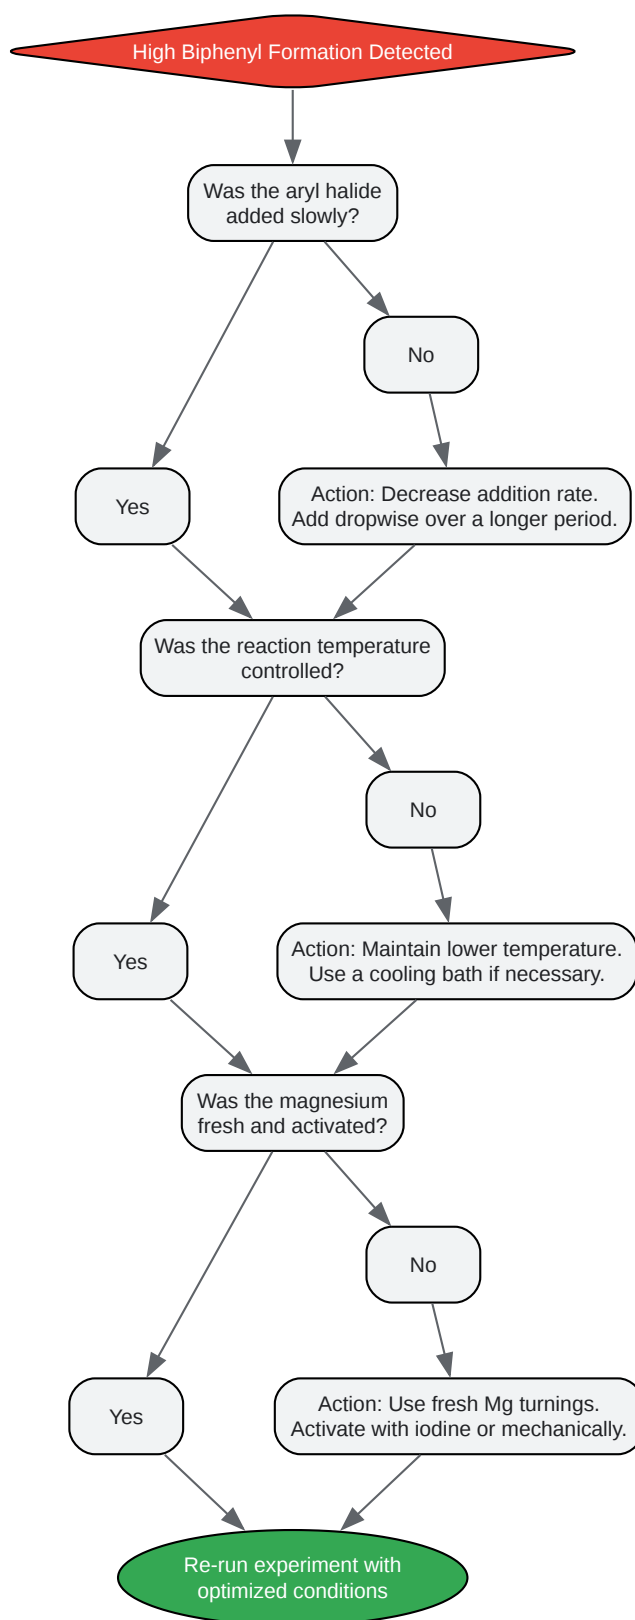 High Biphenyl Formation Detected
Was the aryl halide
added slowly?
No
Yes
Action: Decrease addition rate.
Add dropwise over a longer period.
Was the reaction temperature
controlled?
No
Yes
Action: Maintain lower temperature.
Use a cooling bath if necessary.
Was the magnesium
fresh and activated?
No
Yes
Action: Use fresh Mg turnings.
Activate with iodine or mechanically.
Re-run experiment with
optimized conditions